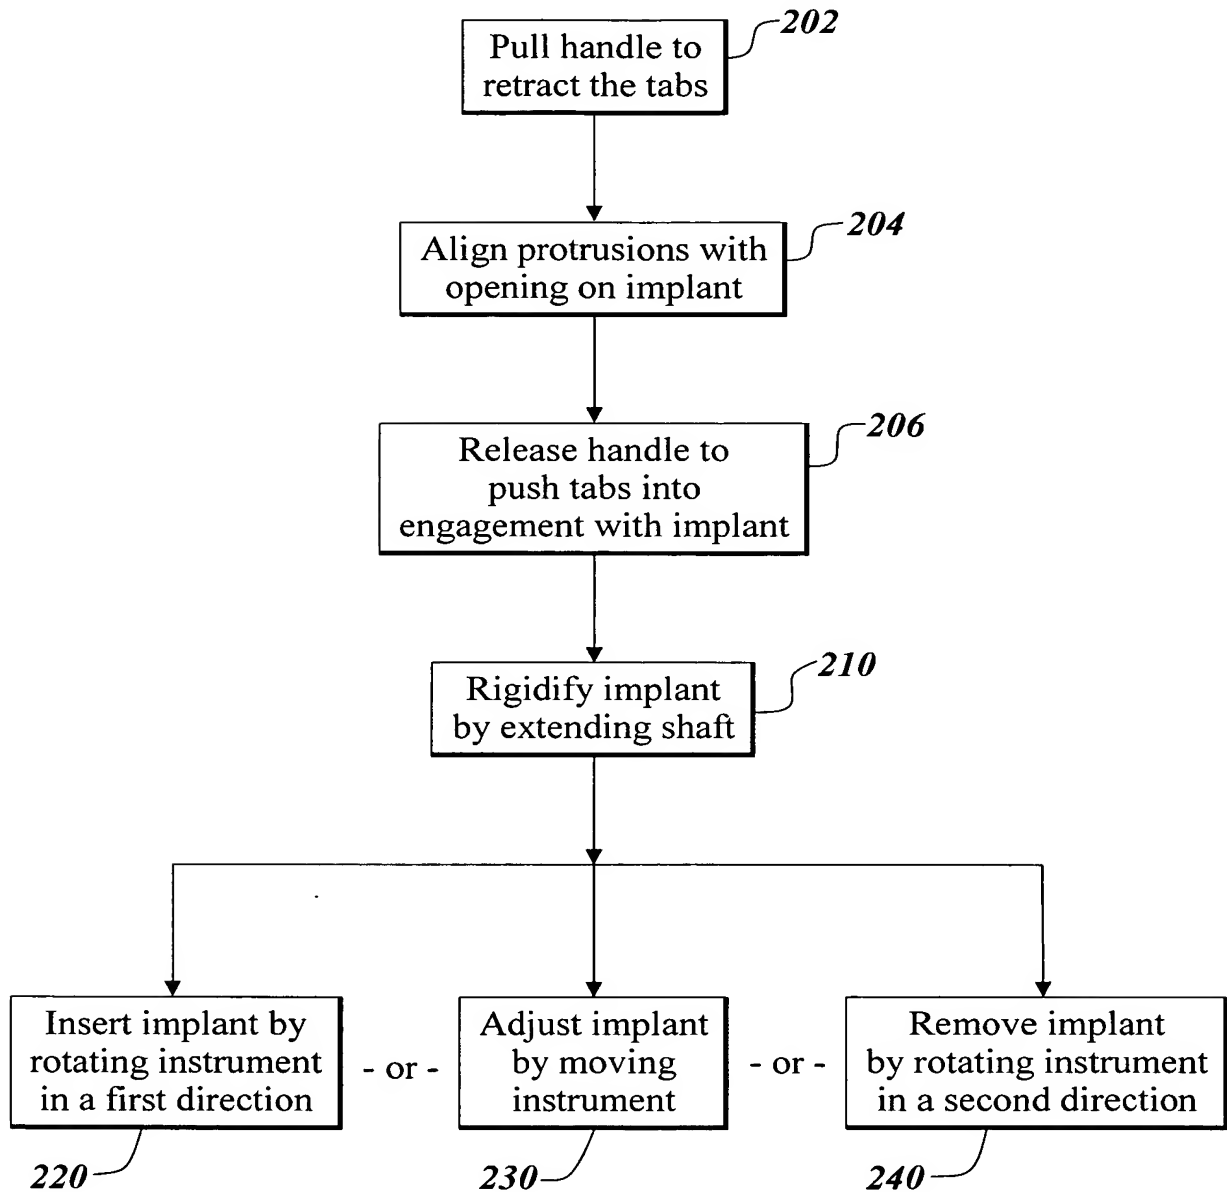 202
Pull handle to
retract the tabs
204
Align protrusions with
opening on implant
206
Release handle to
push tabs into
engagement with implant
210
Rigidify implant
by extending shaft
Insert implant by
rotating instrument
in a first direction
220
- or -
Adjust implant
by moving
instrument
230
- or -
Remove implant
by rotating instrument
in a second direction
240